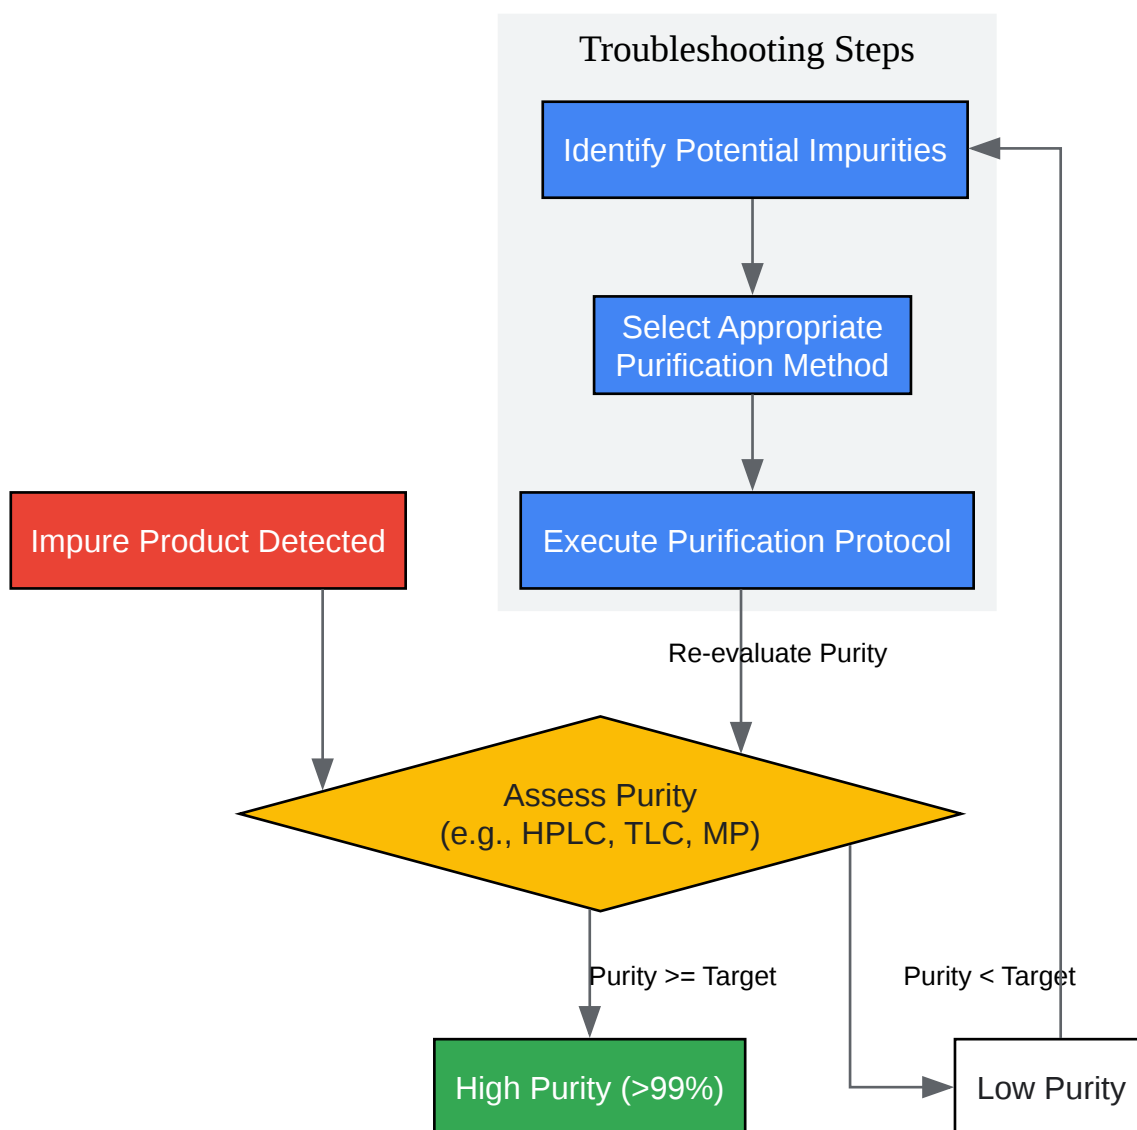 Troubleshooting Steps
Identify Potential Impurities
Select Appropriate
Purification Method
Impure Product Detected
Execute Purification Protocol
Re-evaluate Purity
Assess Purity
(e.g., HPLC, TLC, MP)
Purity >= Target
Purity < Target
High Purity (>99%)
Low Purity